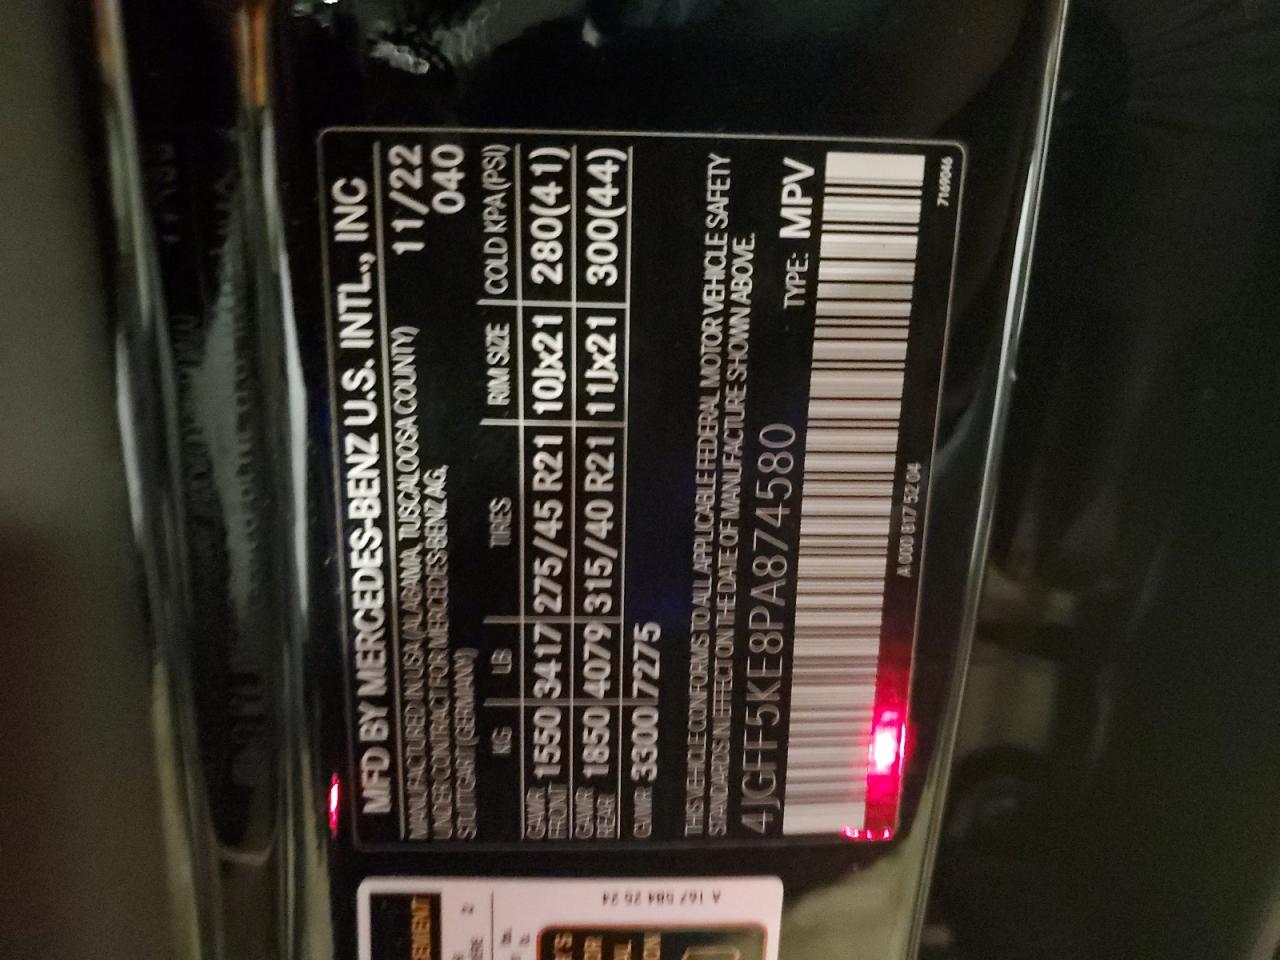 MFD BY MERCEDES-BENZ U.S. INTL., INC
MANUFACTURED IN USA (ALABAMA, TUSCALOOSA COUNTY) 11/22
UNDER CONTRACT FOR MERCEDES-BENZ AG, 040
STUTTGART (GERMANY)
KG LB TIRES RIM SIZE COLD KPA (PSI)
GAWR FRONT 1550 3417 275/45 R21 10Jx21 280(41)
GAWR REAR 1850 4079 315/40 R21 11Jx21 300(44)
GVWR 3300 7275
THIS VEHICLE CONFORMS TO ALL APPLICABLE FEDERAL MOTOR VEHICLE SAFETY
STANDARDS IN EFFECT ON THE DATE OF MANUFACTURE SHOWN ABOVE.
4JGFF5KE8PA874580 TYPE: MPV
A 000 817 52 04
7169046
A 167 584 25 24